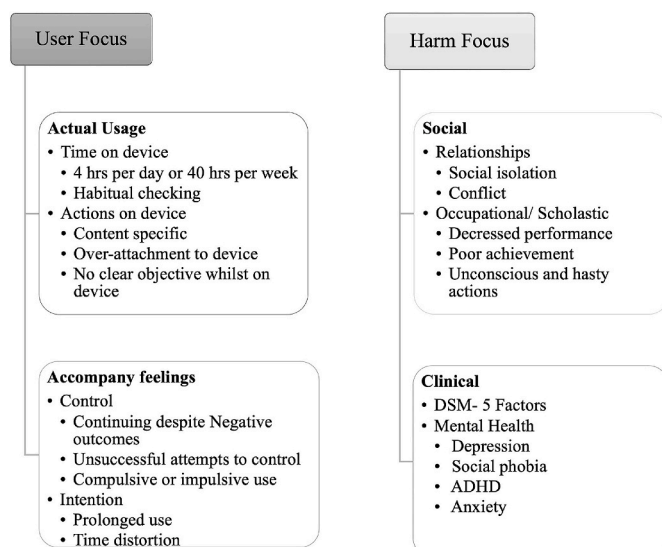 User Focus
Actual Usage
• Time on device
• 4 hrs per day or 40 hrs per week
• Habitual checking
• Actions on device
• Content specific
• Over-attachment to device
• No clear objective whilst on
device
Accompany feelings
• Control
• Continuing despite Negative
outcomes
• Unsuccessful attempts to control
• Compulsive or impulsive use
• Intention
• Prolonged use
• Time distortion
Harm Focus
Social
• Relationships
• Social isolation
• Conflict
• Occupational/ Scholastic
• Decressed performance
• Poor achievement
• Unconscious and hasty
actions
Clinical
• DSM- 5 Factors
• Mental Health
• Depression
• Social phobia
• ADHD
• Anxiety